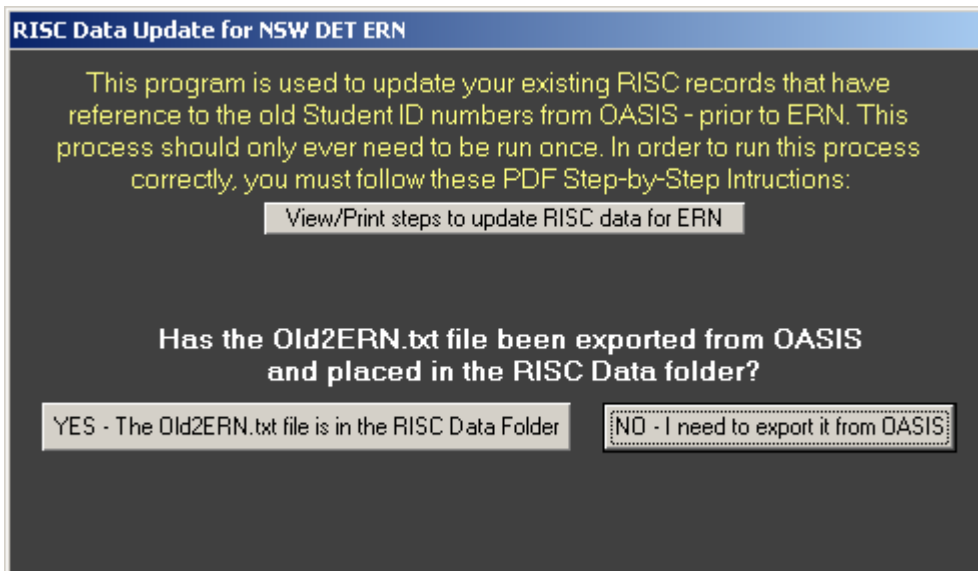 RISC Data Update for NSW DET ERN
This program is used to update your existing RISC records that have
reference to the old Student ID numbers from OASIS - prior to ERN. This
process should only ever need to be run once. In order to run this process
correctly, you must follow these PDF Step-by-Step Intructions:
View/Print steps to update RISC data for ERN
Has the Old2ERN.txt file been exported from OASIS
and placed in the RISC Data folder?
YES - The Old2ERN.txt file is in the RISC Data Folder
NO - I need to export it from OASIS